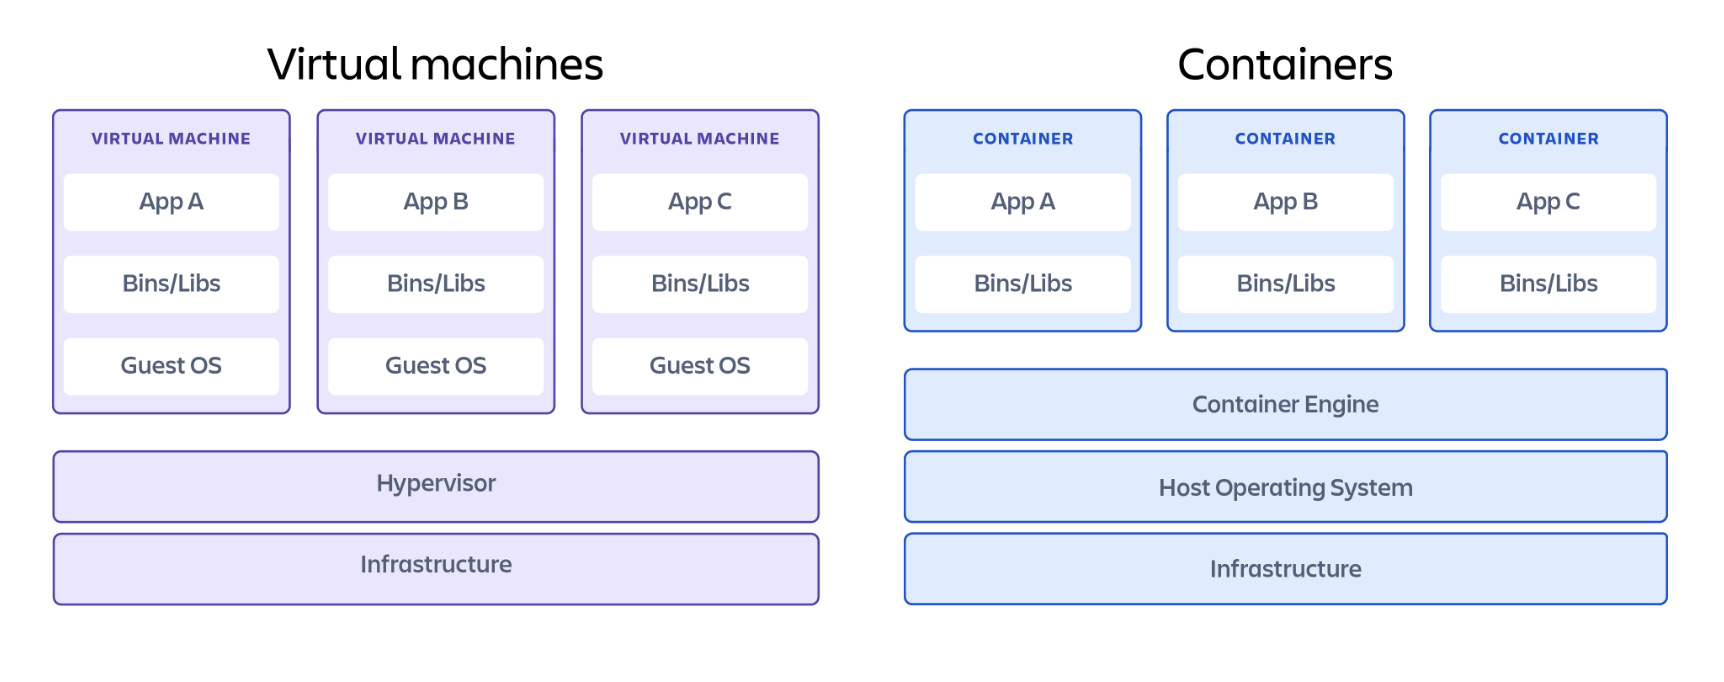 Virtual machines
VIRTUAL MACHINE
App A
Bins/Libs
Guest OS
VIRTUAL MACHINE
App B
Bins/Libs
Guest OS
VIRTUAL MACHINE
App C
Bins/Libs
Guest OS
Hypervisor
Infrastructure
Containers
CONTAINER
App A
Bins/Libs
CONTAINER
App B
Bins/Libs
CONTAINER
App C
Bins/Libs
Container Engine
Host Operating System
Infrastructure